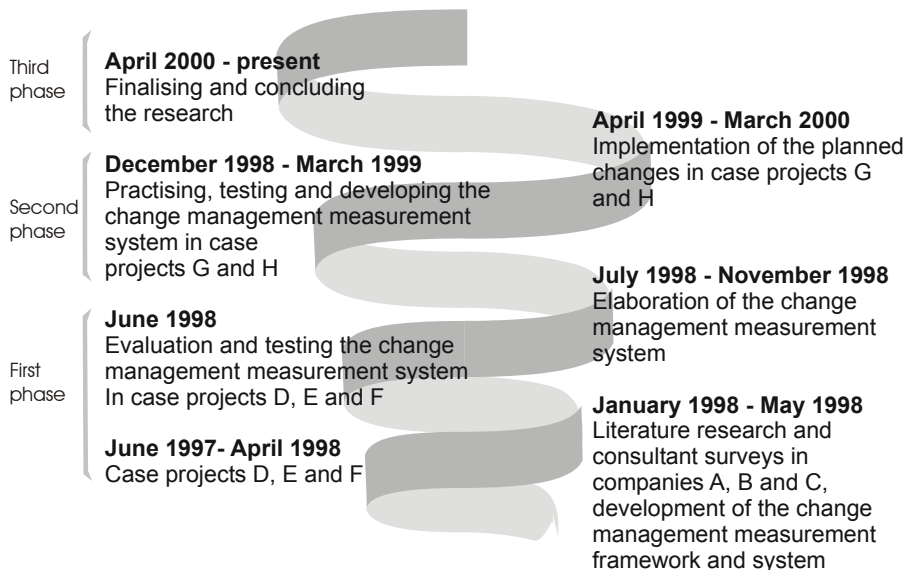 Third
phase
April 2000 - present
Finalising and concluding
the research
April 1999 - March 2000
Implementation of the planned
changes in case projects G
and H
Second
phase
December 1998 - March 1999
Practising, testing and developing the
change management measurement
system in case
projects G and H
July 1998 - November 1998
Elaboration of the change
management measurement
system
First
phase
June 1998
Evaluation and testing the change
management measurement system
In case projects D, E and F
January 1998 - May 1998
Literature research and
consultant surveys in
companies A, B and C,
development of the change
management measurement
framework and system
June 1997- April 1998
Case projects D, E and F